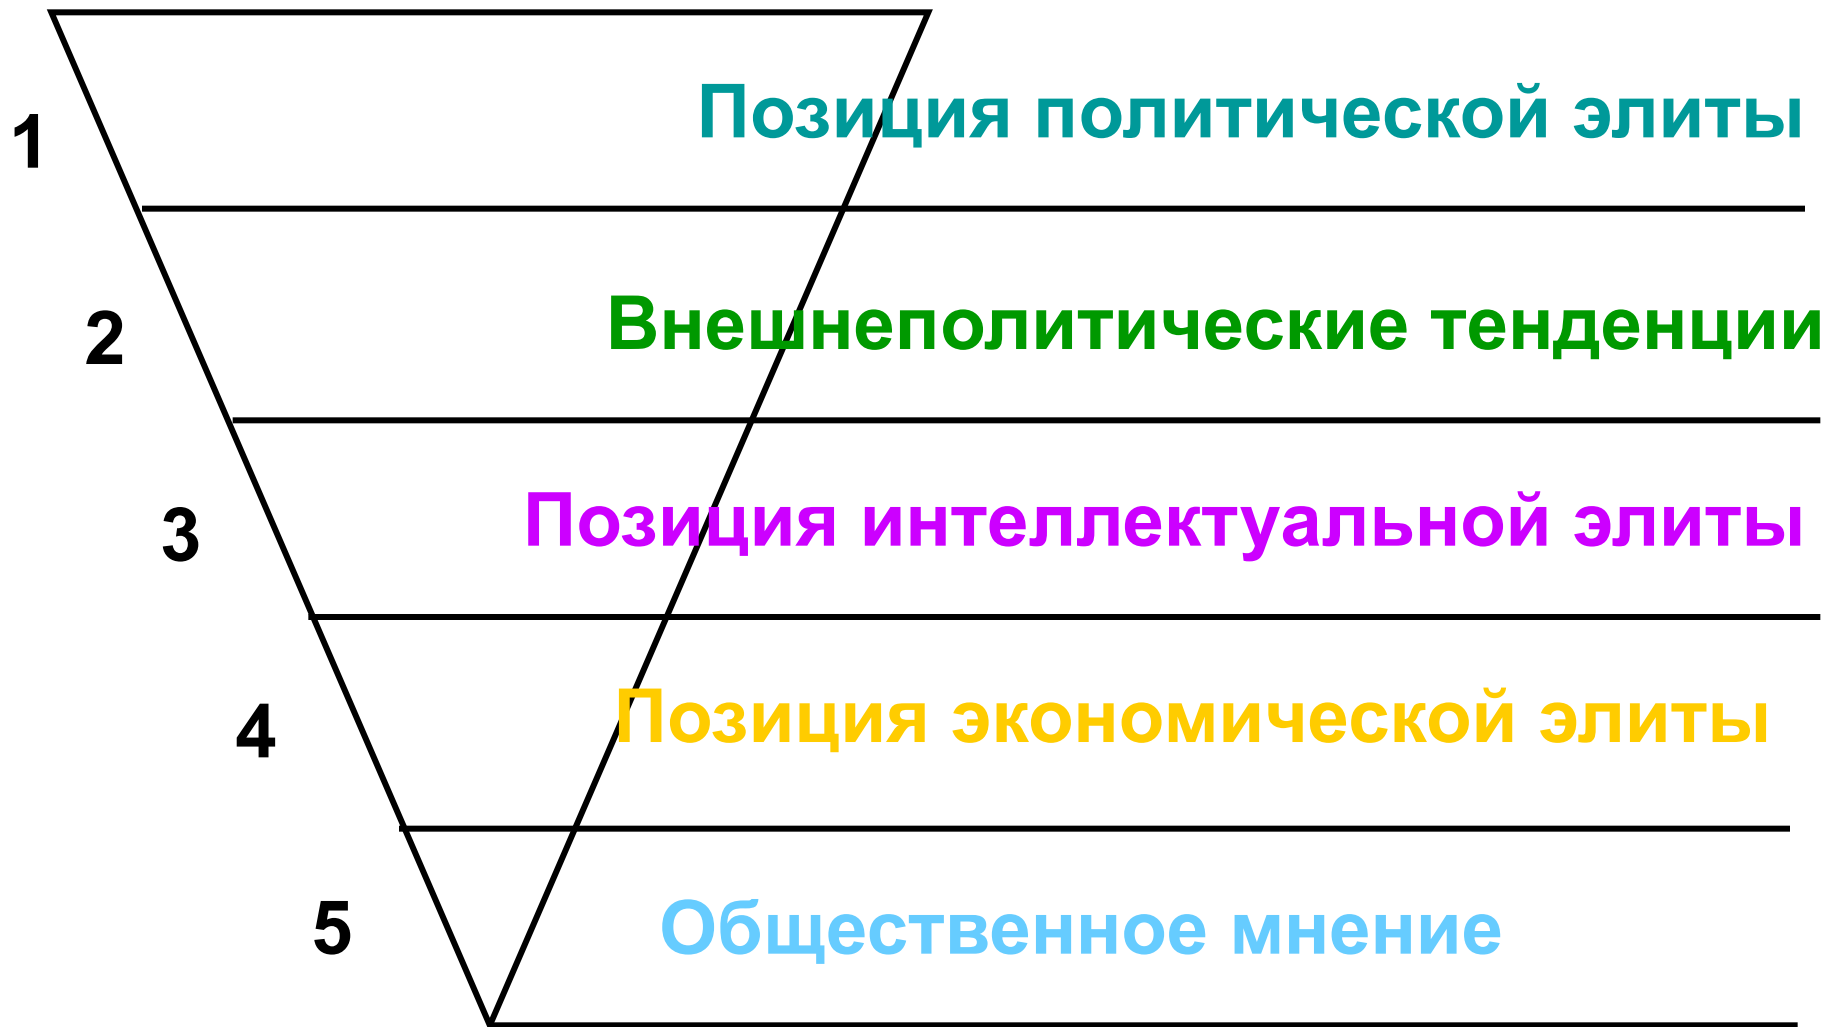 1
Позиция политической элиты
2
Внешнеполитические тенденции
3
Позиция интеллектуальной элиты
4
Позиция экономической элиты
5
Общественное мнение